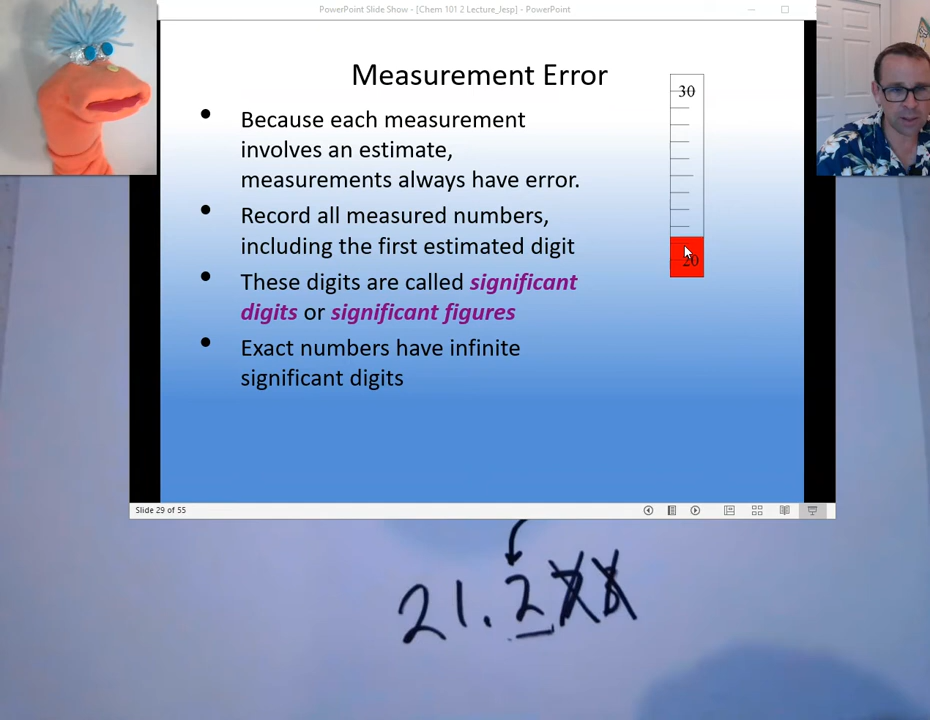 PowerPoint Slide Show - [Chem 101 2 Lecture_Jesp] - PowerPoint
Measurement Error
30
• Because each measurement
involves an estimate,
measurements always have error.
• Record all measured numbers,
including the first estimated digit
20
• These digits are called significant
digits or significant figures
• Exact numbers have infinite
significant digits
Slide 29 of 55
21.2